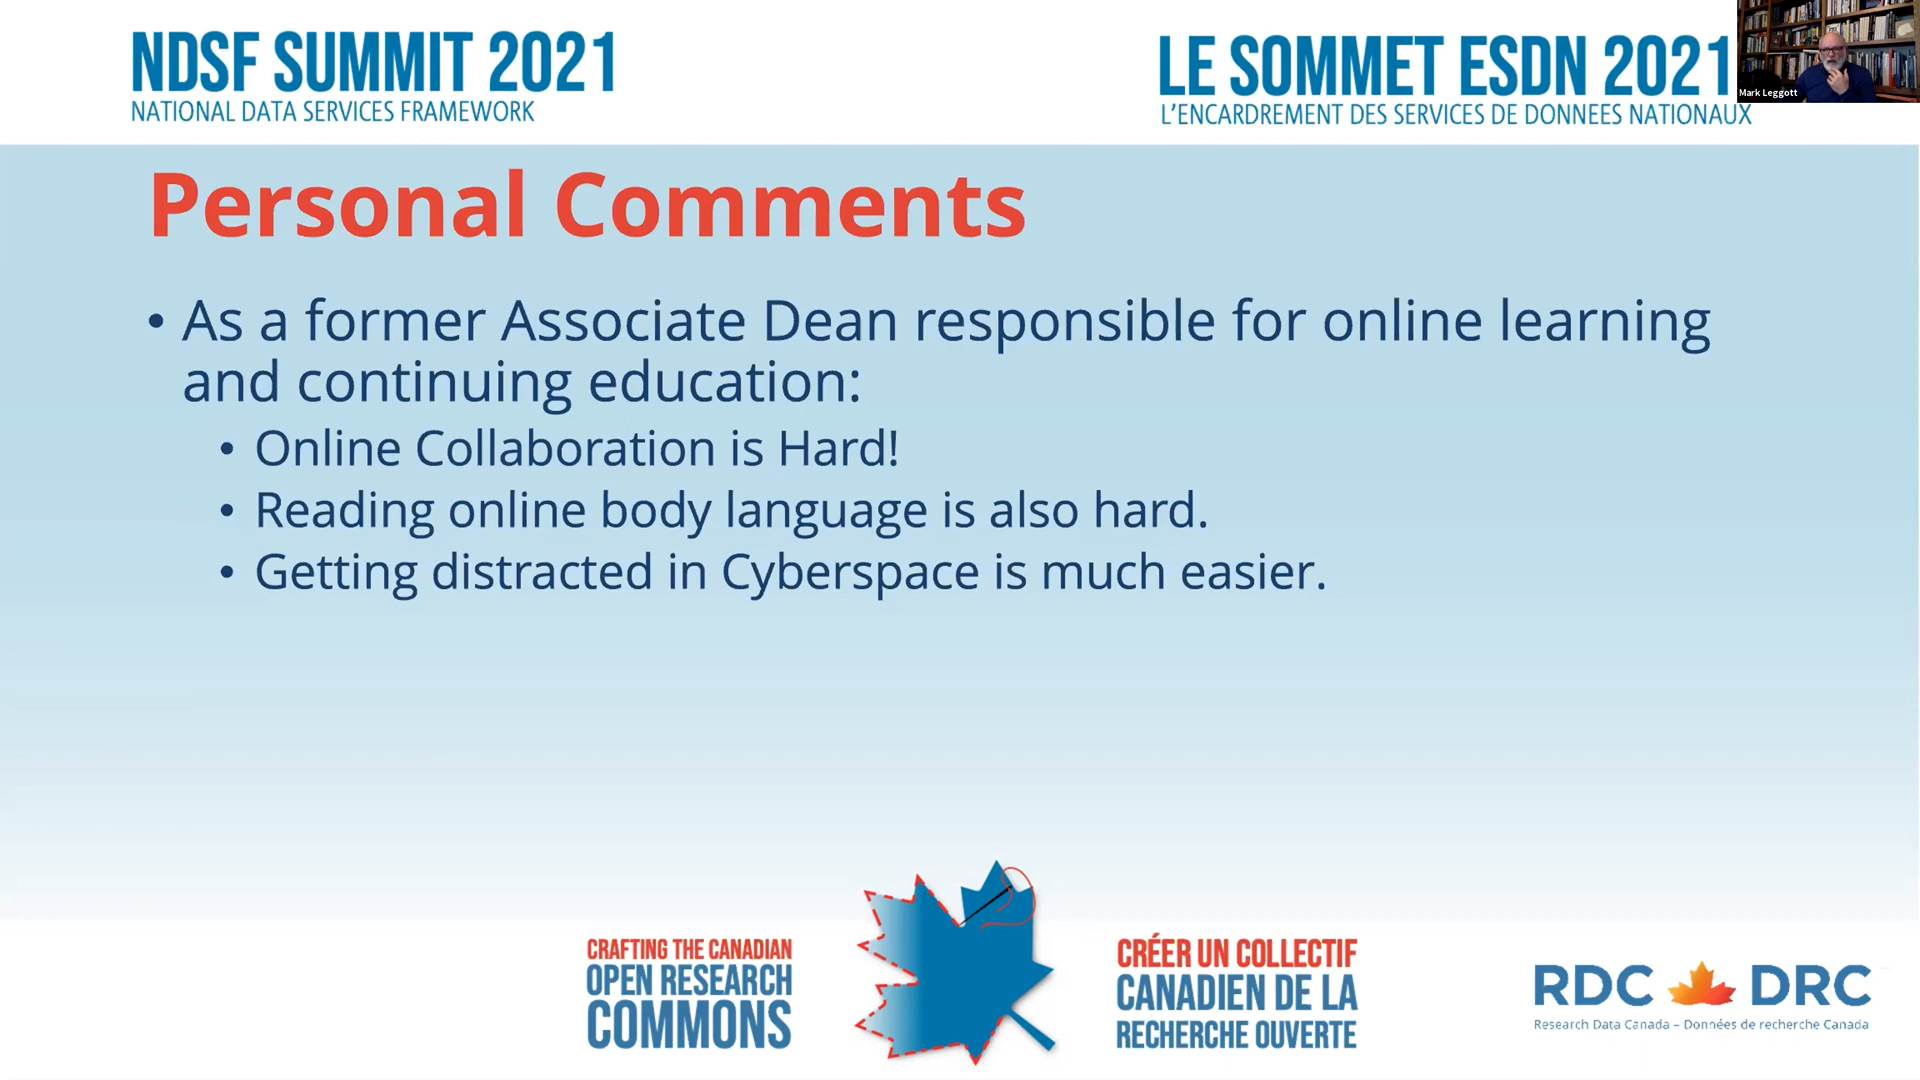 NDSF SUMMIT 2021
NATIONAL DATA SERVICES FRAMEWORK
LE SOMMET ESDN 2021
L'ENCARDREMENT DES SERVICES DE DONNEES NATIONAUX
Mark Leggott
Personal Comments
• As a former Associate Dean responsible for online learning
and continuing education:
• Online Collaboration is Hard!
• Reading online body language is also hard.
• Getting distracted in Cyberspace is much easier.
CRAFTING THE CANADIAN
OPEN RESEARCH
COMMONS
CRÉER UN COLLECTIF
CANADIEN DE LA
RECHERCHE OUVERTE
RDC DRC
Research Data Canada – Données de recherche Canada